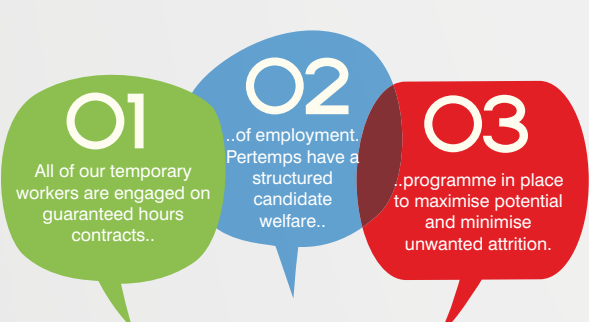 01
All of our temporary
workers are engaged on
guaranteed hours
contracts..
02
..of employment.
Pertemps have a
structured
candidate
welfare..
03
..programme in place
to maximise potential
and minimise
unwanted attrition.